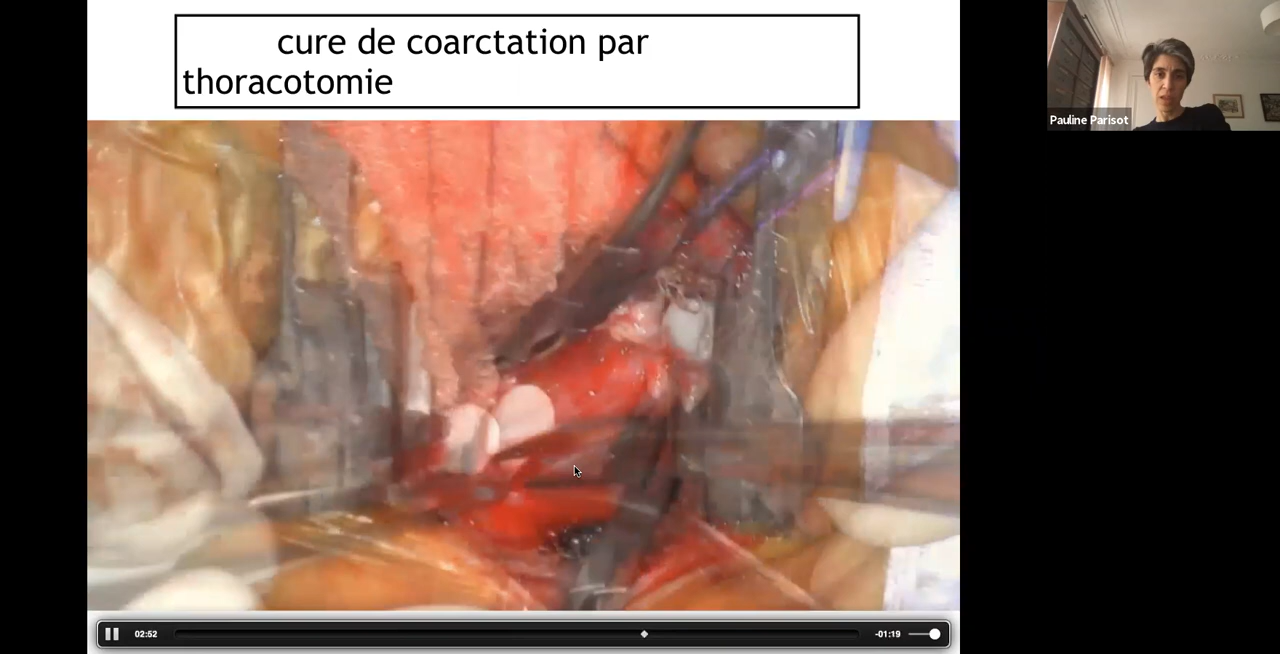 cure de coarctation par
thoracotomie
Pauline Parisot
02:52
-01:19